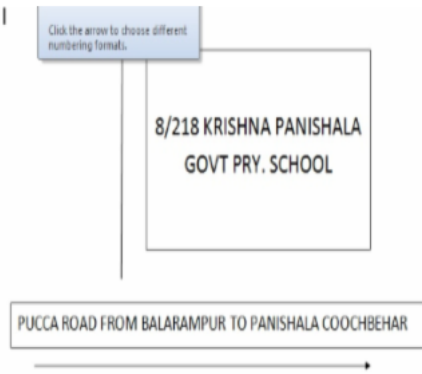 Click the arrow to choose different
numbering formats.
8/218 KRISHNA PANISHALA
GOVT PRY. SCHOOL
PUCCA ROAD FROM BALARAMPUR TO PANISHALA COOCHBEHAR